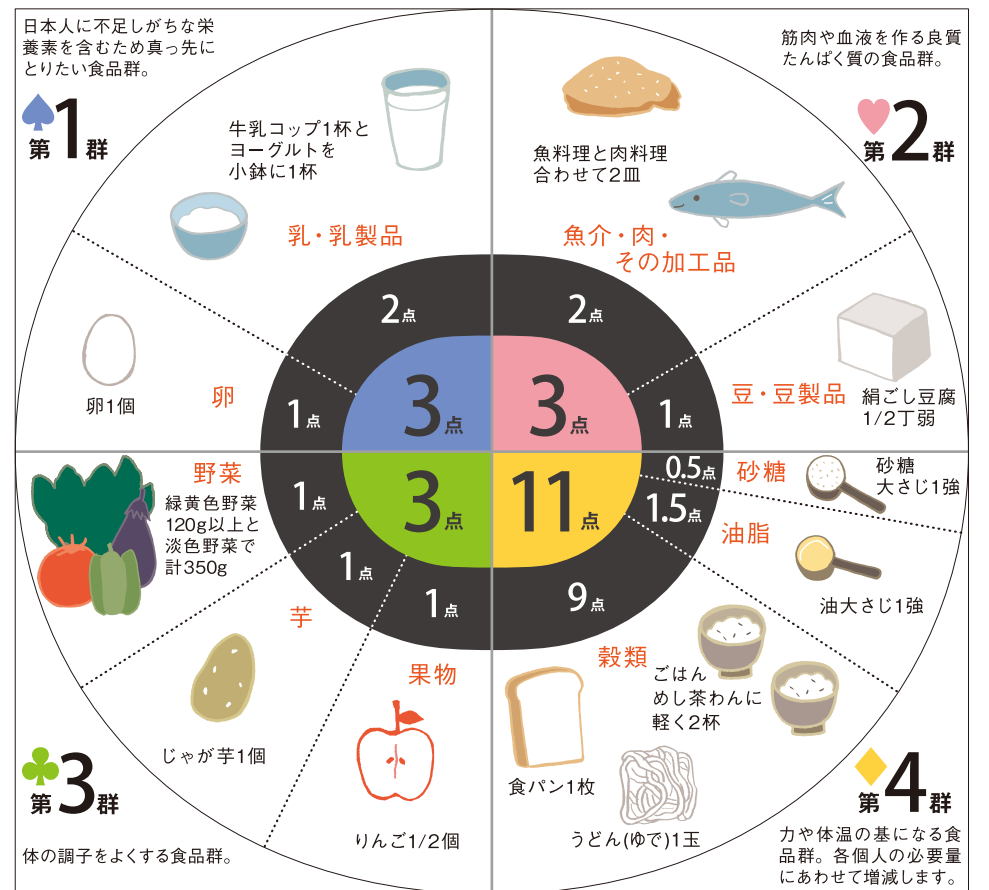 日本人に不足しがちな栄
養素を含むため真っ先に
とりたい食品群。
第1群
牛乳コップ1杯と
ヨーグルトを
小鉢に1杯
乳・乳製品
2点
卵1個
卵
1点
3点
筋肉や血液を作る良質
たんぱく質の食品群。
第2群
魚料理と肉料理
合わせて2皿
魚介・肉・
その加工品
2点
豆・豆製品
絹ごし豆腐
1/2丁弱
1点
3点
野菜
緑黄色野菜
120g以上と
淡色野菜で
計350g
1点
芋
じゃが芋1個
1点
果物
りんご1/2個
1点
3点
第3群
体の調子をよくする食品群。
11点
0.5点
砂糖
砂糖
大さじ1強
1.5点
油脂
油大さじ1強
9点
穀類
ごはん
めし茶わんに
軽く2杯
食パン1枚
うどん(ゆで)1玉
第4群
力や体温の基になる食
品群。各個人の必要量
にあわせて増減します。